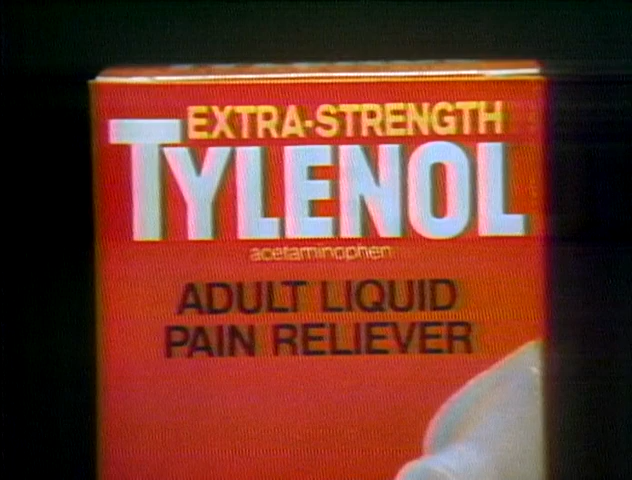 EXTRA-STRENGTH
TYLENOL
acetaminophen
ADULT LIQUID
PAIN RELIEVER